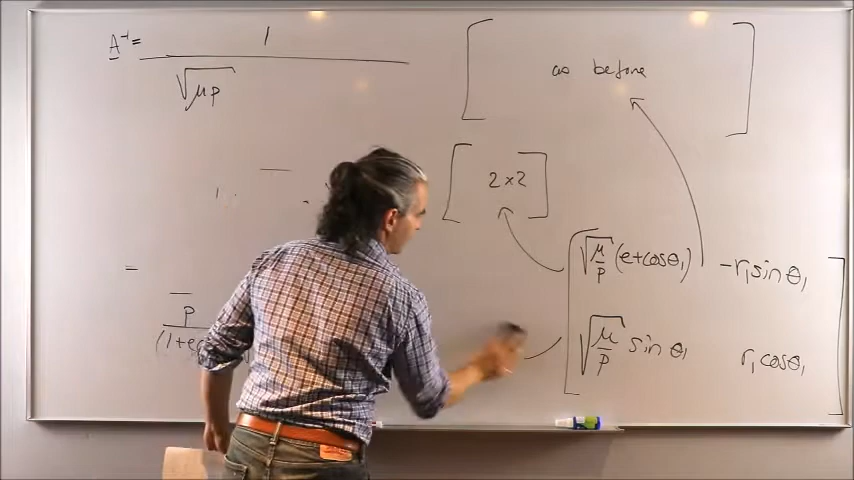 A⁻¹ = 1 / √μp [ as before ]
[ 2×2 ]
[ √(μ/p) (e+cosθ₁) -r₁sinθ₁
√(μ/p) sinθ₁ r₁cosθ₁ ]
=
p
(1+e